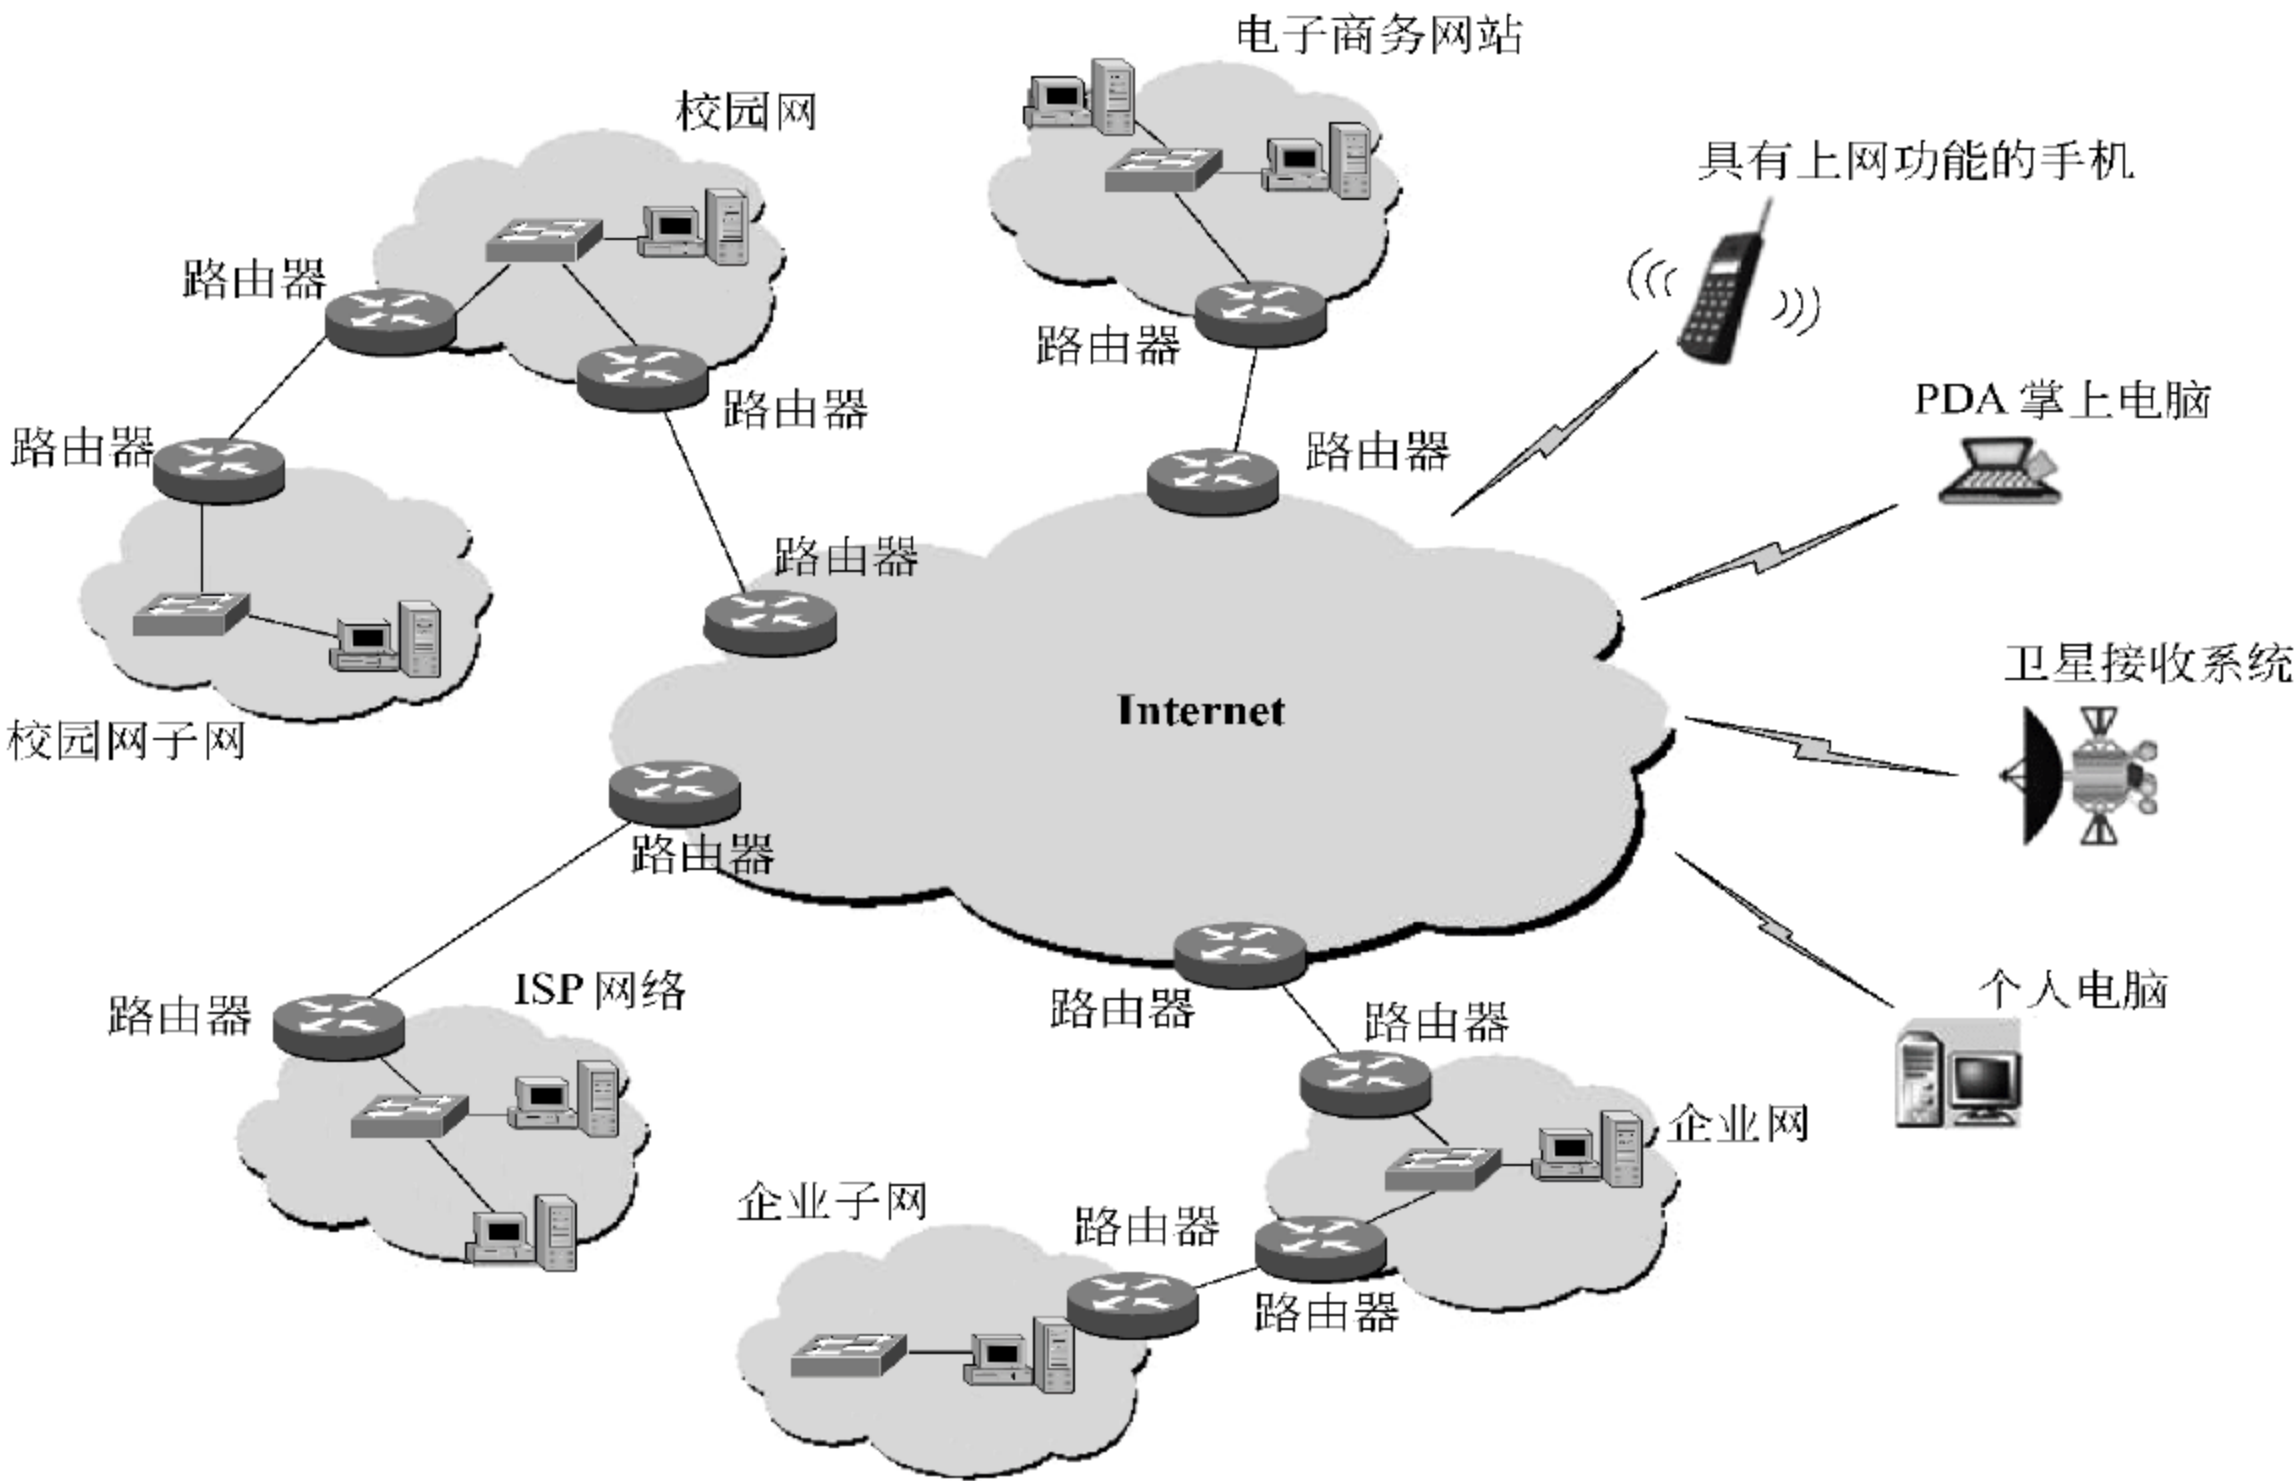 电子商务网站
校园网
具有上网功能的手机
路由器
路由器
路由器
PDA 掌上电脑
路由器
路由器
路由器
卫星接收系统
Internet
校园网子网
路由器
ISP 网络
个人电脑
路由器
路由器
路由器
企业网
企业子网
路由器
路由器